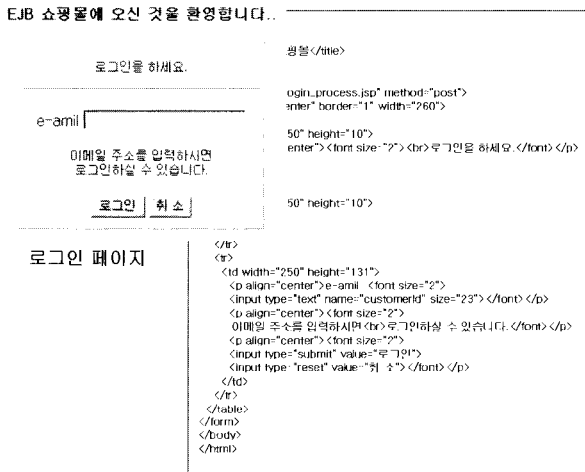 EJB 쇼핑몰에 오신 것을 환영합니다..
로그인을 하세요.
e-amil
이메일 주소를 입력하시면
로그인하실 수 있습니다.
로그인 취 소
로그인 페이지
핑몰</title>
ogin_process.jsp" method="post">
enter" border="1" width="260">
50" height="10">
enter"><font size="2"><br>로그인을 하세요.</font></p>
50" height="10">
</tr>
<tr>
<td width="250" height="131">
<p align="center">e-amil <font size="2">
<input type="text" name="customerId" size="23"></font></p>
<p align="center"><font size="2">
이메일 주소를 입력하시면<br>로그인하실 수 있습니다.</font></p>
<p align="center"><font size="2">
<input type="submit" value="로그인">
<input type="reset" value="취 소"></font></p>
</td>
</tr>
</table>
</form>
</body>
</html>